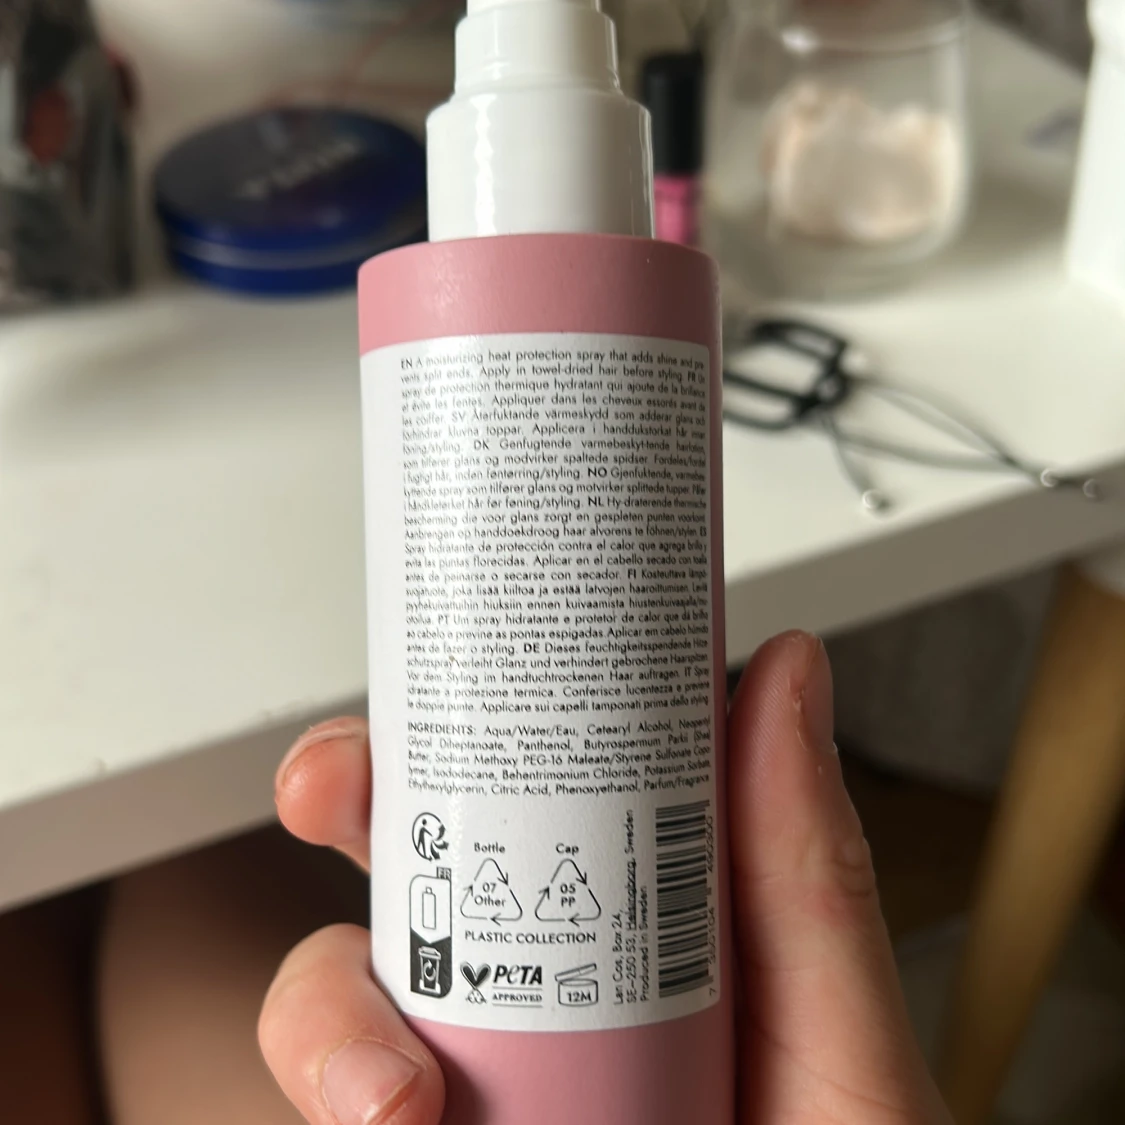 EN A moisturizing heat protection spray that adds shine and pre-
vents split ends. Apply in towel-dried hair before styling. FR Un
spray de protection thermique hydratant qui ajoute de la brillance
et évite les fentes. Appliquer dans les cheveux essorés avant de
les coiffer. SV Återfuktande värmeskydd som adderar glans och
förhindrar kluvna toppar. Applicera i handdukstorkat hår innan
föning/styling. DK Genfugtende varmebeskyttende hairlotion,
som tilfører glans og modvirker spaltede spidser. Fordeles/fordel
i fugtigt hår, inden føntørring/styling. NO Gjenfuktende, varmebes-
kyttende spray som tilfører glans og motvirker splittede tupper. Påfør
i håndkletørket hår før føning/styling. NL Hy-draterende thermische
bescherming die voor glans zorgt en gespleten punten voorkomt.
Aanbrengen op handdoekdroog haar alvorens te föhnen/stylen. ES
Spray hidratante de protección contra el calor que agrega brillo y
evita las puntas florecidas. Aplicar en el cabello secado con toalla
antes de peinarse o secarse con secador. FI Kosteuttava lämpö-
suojatuote, joka lisää kiiltoa ja estää latvojen haaroittumisen. Levitä
pyyhekuivattuihin hiuksiin ennen kuivaamista hiustenkuivaajalla/mu-
otoilua. PT Um spray hidratante e protetor de calor que dá brilho
ao cabelo e previne as pontas espigadas. Aplicar em cabelo húmido
antes de fazer o styling. DE Dieses feuchtigkeitsspendende Hitze-
schutzspray verleiht Glanz und verhindert gebrochene Haarspitzen.
Vor dem Styling im handtuchtrockenen Haar auftragen. IT Spray
idratante a protezione termica. Conferisce lucentezza e previene
le doppie punte. Applicare sui capelli tamponati prima dello styling.
INGREDIENTS: Aqua/Water/Eau, Cetearyl Alcohol, Neopentyl
Glycol Diheptanoate, Panthenol, Butyrospermum Parkii (Shea)
Butter, Sodium Methoxy PEG-16 Maleate/Styrene Sulfonate Copo-
lymer, Isododecane, Behentrimonium Chloride, Potassium Sorbate,
Ethylhexylglycerin, Citric Acid, Phenoxyethanol, Parfum/Fragrance
FR
Bottle
07
Other
Cap
05
PP
PLASTIC COLLECTION
PETA
APPROVED
12M
Lan Cos, Box 24,
SE-250 53, Helsingborg, Sweden
Produced in Sweden